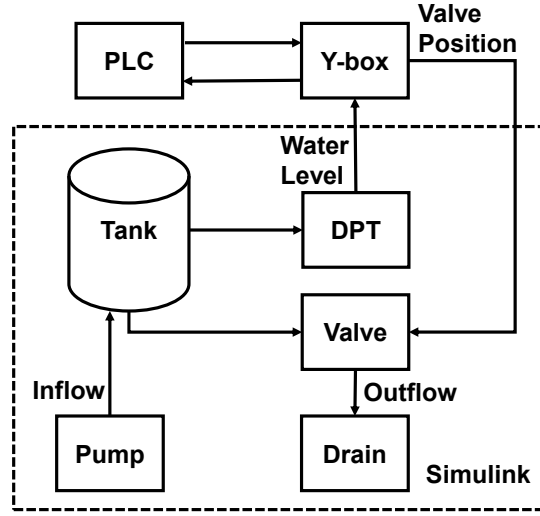 Valve
Position
PLC
Y-box
Water
Level
Tank
DPT
Valve
Inflow
Outflow
Pump
Drain
Simulink